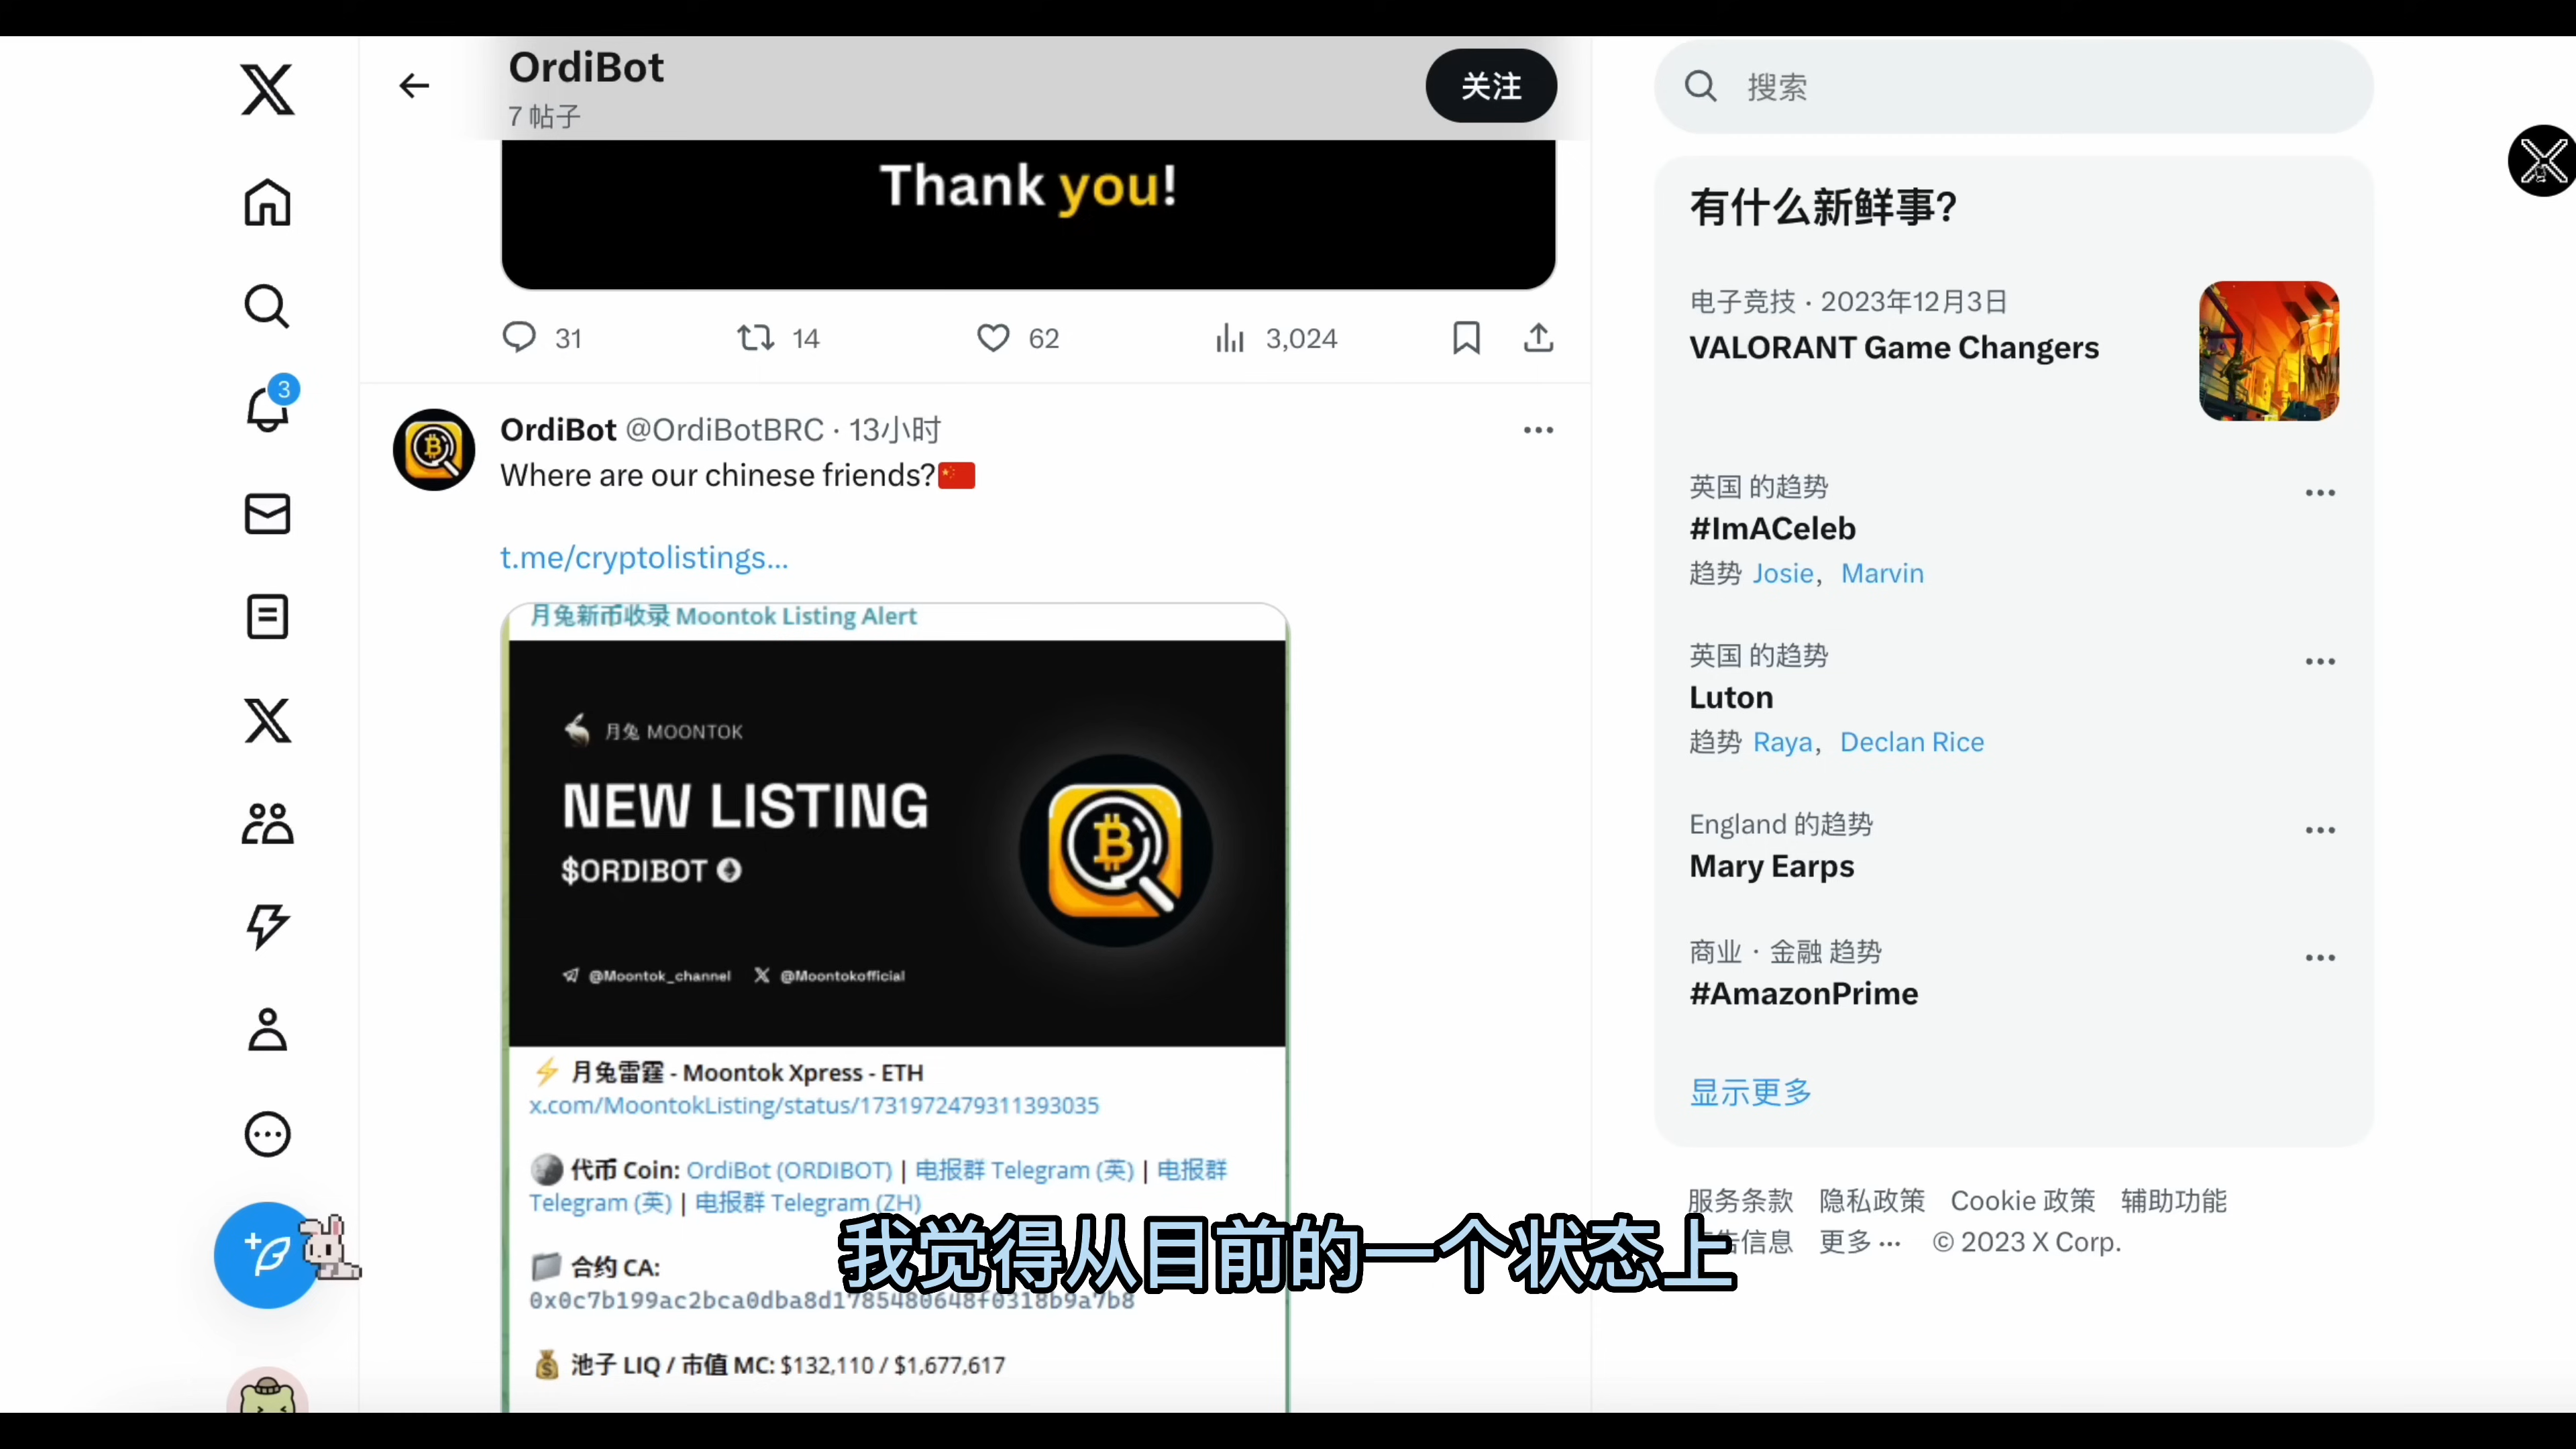 OrdiBot
7 帖子
关注
搜索
Thank you!
31
14
62
3,024
3
OrdiBot @OrdiBotBRC · 13小时
Where are our chinese friends?🇨🇳
t.me/cryptolistings...
月兔新币收录 Moontok Listing Alert
月兔 MOONTOK
NEW LISTING
$ORDIBOT
@Moontok_channel
@Moontokofficial
⚡ 月兔雷霆 - Moontok Xpress - ETH
x.com/MoontokListing/status/1731972479311393035
代币 Coin: OrdiBot (ORDIBOT) | 电报群 Telegram (英) | 电报群
Telegram (英) | 电报群 Telegram (ZH)
合约 CA:
0x0c7b199ac2bca0dba8d1785480648f0318b9a7b8
💰 池子 LIQ / 市值 MC: $132,110 / $1,677,617
有什么新鲜事?
电子竞技 · 2023年12月3日
VALORANT Game Changers
英国 的趋势
#ImACeleb
趋势 Josie, Marvin
英国 的趋势
Luton
趋势 Raya, Declan Rice
England 的趋势
Mary Earps
商业 · 金融 趋势
#AmazonPrime
显示更多
服务条款 隐私政策 Cookie 政策 辅助功能
告信息 更多 ··· © 2023 X Corp.
我觉得从目前的一个状态上